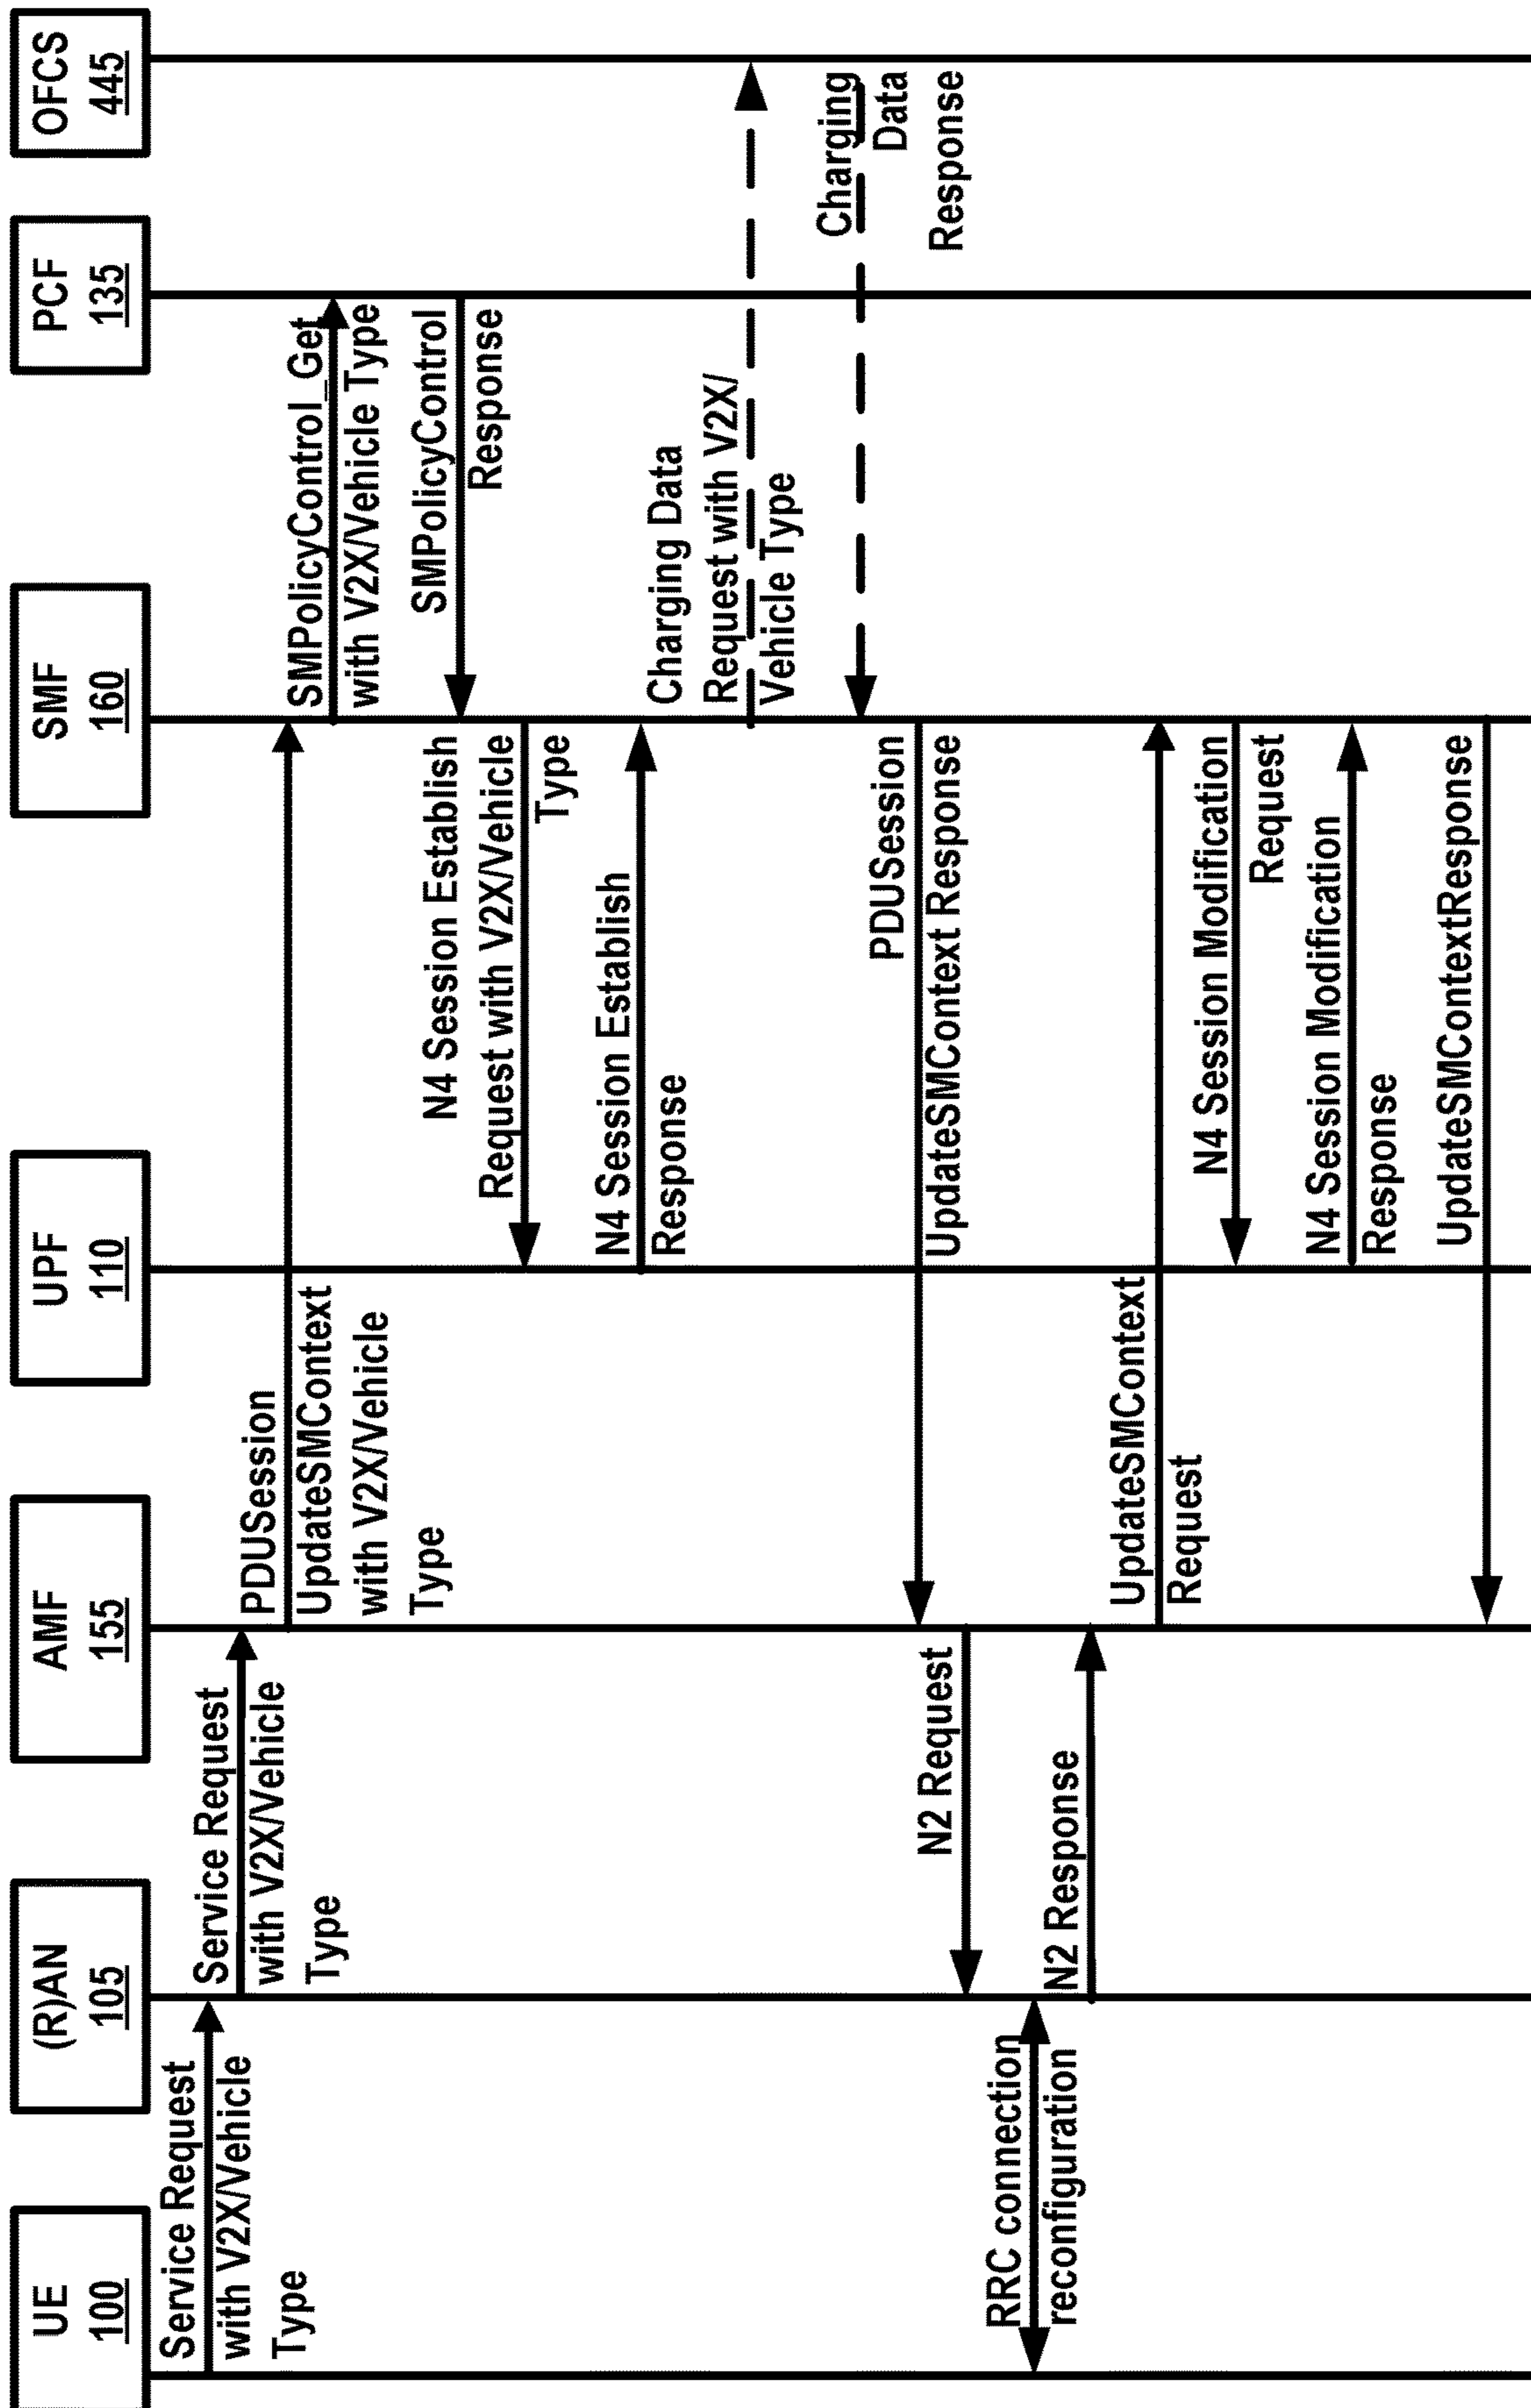 UE
100
(R)AN
105
AMF
155
UPF
110
SMF
160
PCF
135
OFCS
445
Service Request
with V2X/Vehicle
Type
Service Request
with V2X/Vehicle
Type
PDUSession
UpdateSMContext
with V2X/Vehicle
Type
SMPolicyControl_Get
with V2X/Vehicle Type
SMPolicyControl
Response
N4 Session Establish
Request with V2X/Vehicle
Type
N4 Session Establish
Response
Charging Data
Request with V2X/
Vehicle Type
Charging
Data
Response
PDUSession
UpdateSMContext Response
N2 Request
RRC connection
reconfiguration
N2 Response
UpdateSMContext
Request
N4 Session Modification
Request
N4 Session Modification
Response
UpdateSMContextResponse